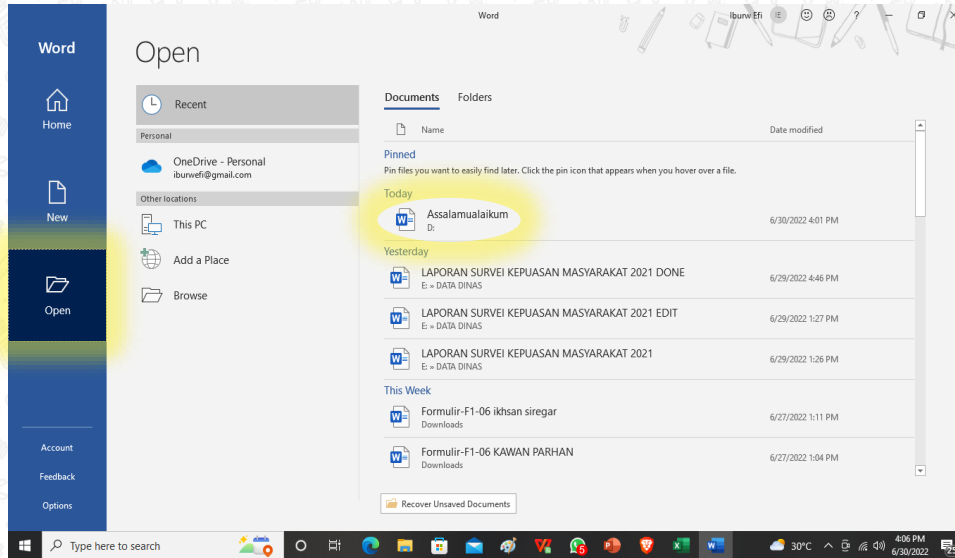 Word
Iburw Efi IE ?
Word
Home
New
Open
Account
Feedback
Options
Open
Recent
Personal
OneDrive - Personal
iburwefi@gmail.com
Other locations
This PC
Add a Place
Browse
Documents Folders
Name Date modified
Pinned
Pin files you want to easily find later. Click the pin icon that appears when you hover over a file.
Today
Assalamualaikum
D:
6/30/2022 4:01 PM
Yesterday
LAPORAN SURVEI KEPUASAN MASYARAKAT 2021 DONE
E: » DATA DINAS
6/29/2022 4:46 PM
LAPORAN SURVEI KEPUASAN MASYARAKAT 2021 EDIT
E: » DATA DINAS
6/29/2022 1:27 PM
LAPORAN SURVEI KEPUASAN MASYARAKAT 2021
E: » DATA DINAS
6/29/2022 1:26 PM
This Week
Formulir-F1-06 ikhsan siregar
Downloads
6/27/2022 1:11 PM
Formulir-F1-06 KAWAN PARHAN
Downloads
6/27/2022 1:04 PM
Recover Unsaved Documents
Type here to search
30°C
4:06 PM
6/30/2022